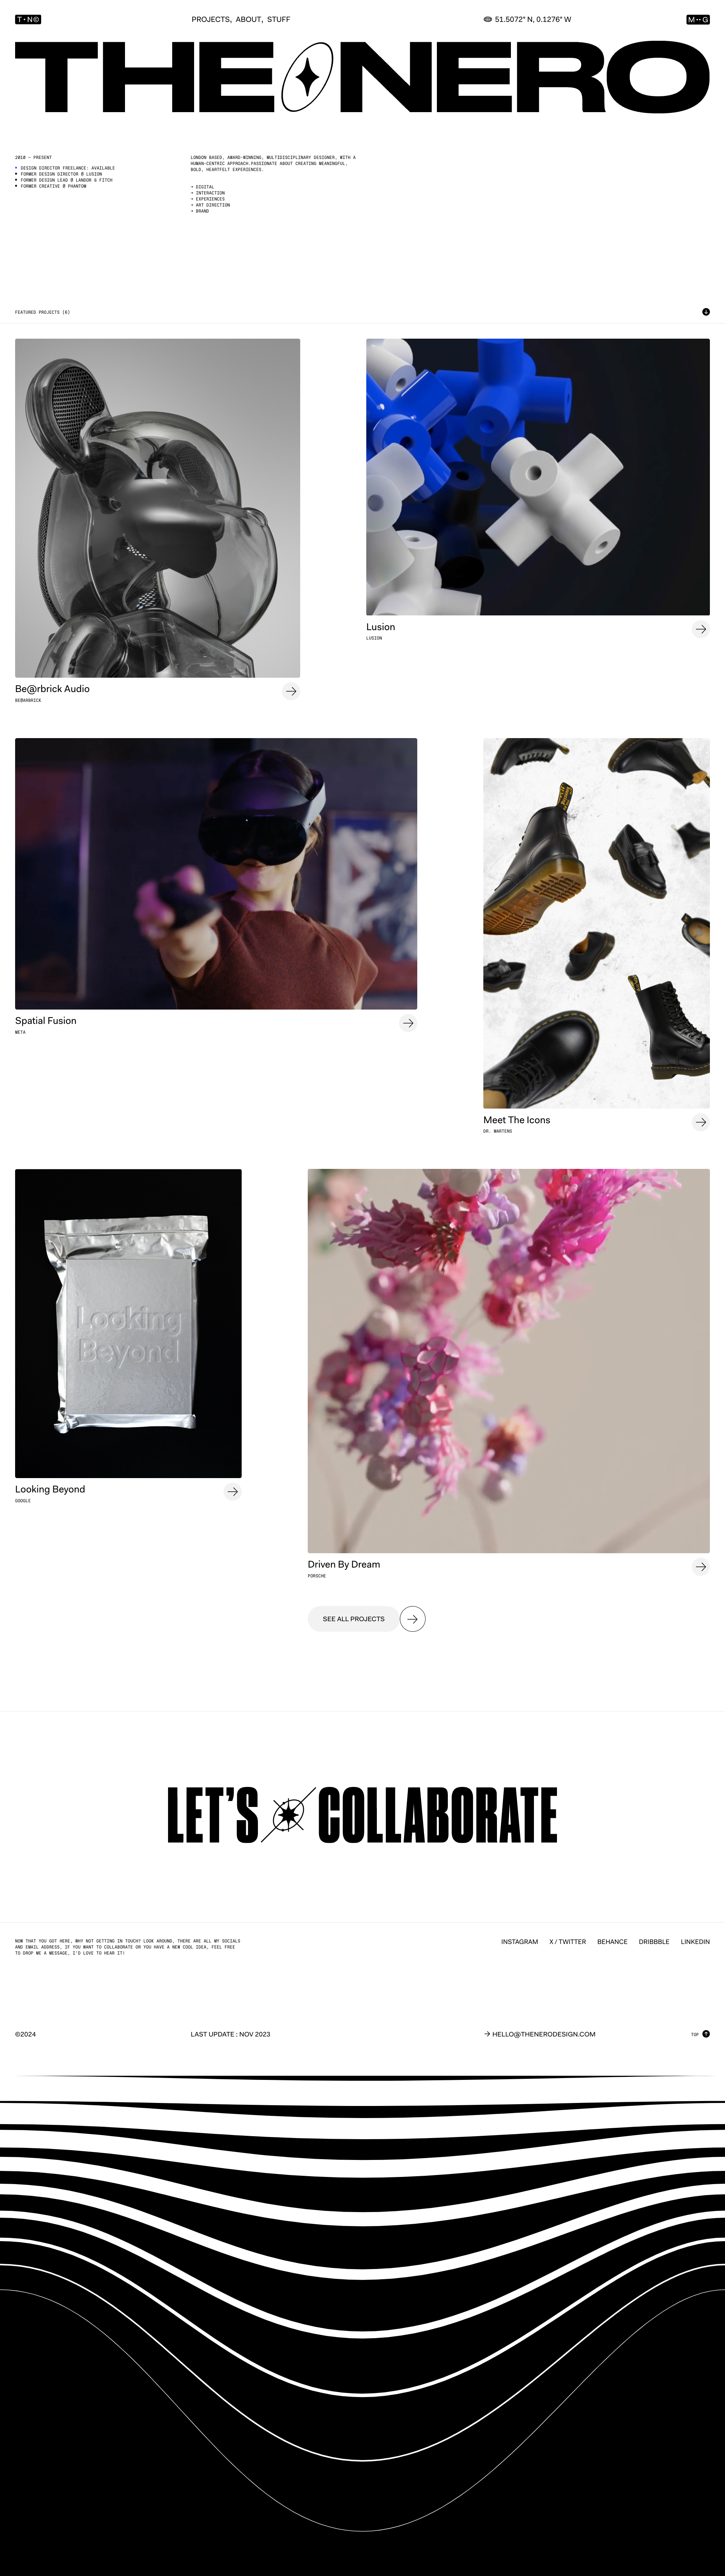 T•N©
PROJECTS, ABOUT, STUFF
51.5072° N, 0.1276° W
M••G
THE NERO
2010 — PRESENT
DESIGN DIRECTOR FREELANCE: AVAILABLE
FORMER DESIGN DIRECTOR @ LUSION
FORMER DESIGN LEAD @ LANDOR & FITCH
FORMER CREATIVE @ PHANTOM
LONDON BASED, AWARD-WINNING, MULTIDISCIPLINARY DESIGNER, WITH A
HUMAN-CENTRIC APPROACH.PASSIONATE ABOUT CREATING MEANINGFUL,
BOLD, HEARTFELT EXPERIENCES.
+ DIGITAL
+ INTERACTION
+ EXPERIENCES
+ ART DIRECTION
+ BRAND
FEATURED PROJECTS (6)
Be@rbrick Audio
BE@ARBRICK
Lusion
LUSION
Spatial Fusion
META
Meet The Icons
DR. MARTENS
Looking
Beyond
Looking Beyond
GOOGLE
Driven By Dream
PORSCHE
SEE ALL PROJECTS
LET'S COLLABORATE
NOW THAT YOU GOT HERE, WHY NOT GETTING IN TOUCH? LOOK AROUND, THERE ARE ALL MY SOCIALS
AND EMAIL ADDRESS, IF YOU WANT TO COLLABORATE OR YOU HAVE A NEW COOL IDEA, FEEL FREE
TO DROP ME A MESSAGE, I'D LOVE TO HEAR IT!
INSTAGRAM
X / TWITTER
BEHANCE
DRIBBBLE
LINKEDIN
©2024
LAST UPDATE : NOV 2023
→ HELLO@THENERODESIGN.COM
TOP